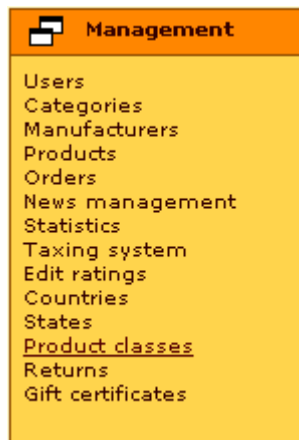 Management
Users
Categories
Manufacturers
Products
Orders
News management
Statistics
Taxing system
Edit ratings
Countries
States
Product classes
Returns
Gift certificates